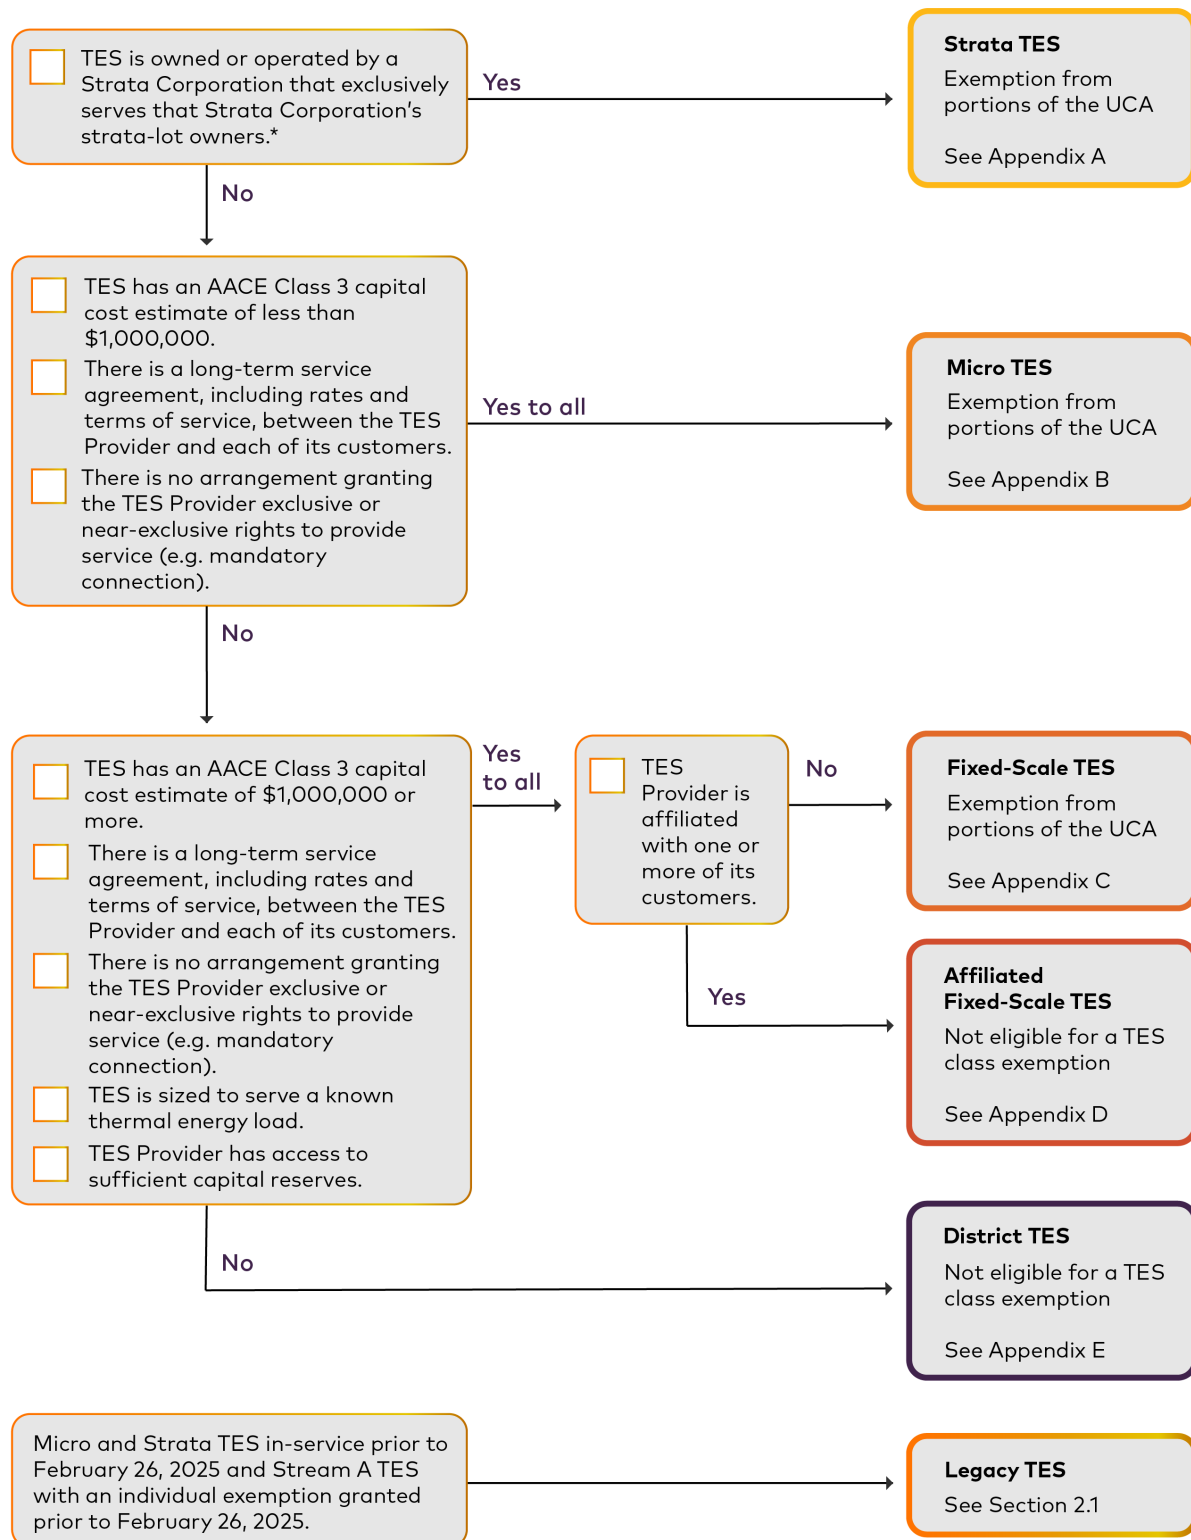 TES is owned or operated by a
Strata Corporation that exclusively
serves that Strata Corporation's
strata-lot owners.*
Yes
Strata TES
Exemption from
portions of the UCA
See Appendix A
No
TES has an AACE Class 3 capital
cost estimate of less than
$1,000,000.
There is a long-term service
agreement, including rates and
terms of service, between the TES
Provider and each of its customers.
There is no arrangement granting
the TES Provider exclusive or
near-exclusive rights to provide
service (e.g. mandatory
connection).
Yes to all
Micro TES
Exemption from
portions of the UCA
See Appendix B
No
TES has an AACE Class 3 capital
cost estimate of $1,000,000 or
more.
There is a long-term service
agreement, including rates and
terms of service, between the TES
Provider and each of its customers.
There is no arrangement granting
the TES Provider exclusive or
near-exclusive rights to provide
service (e.g. mandatory
connection).
TES is sized to serve a known
thermal energy load.
TES Provider has access to
sufficient capital reserves.
Yes
to all
TES
Provider is
affiliated
with one or
more of its
customers.
No
Fixed-Scale TES
Exemption from
portions of the UCA
See Appendix C
Yes
Affiliated
Fixed-Scale TES
Not eligible for a TES
class exemption
See Appendix D
No
District TES
Not eligible for a TES
class exemption
See Appendix E
Micro and Strata TES in-service prior to
February 26, 2025 and Stream A TES
with an individual exemption granted
prior to February 26, 2025.
Legacy TES
See Section 2.1